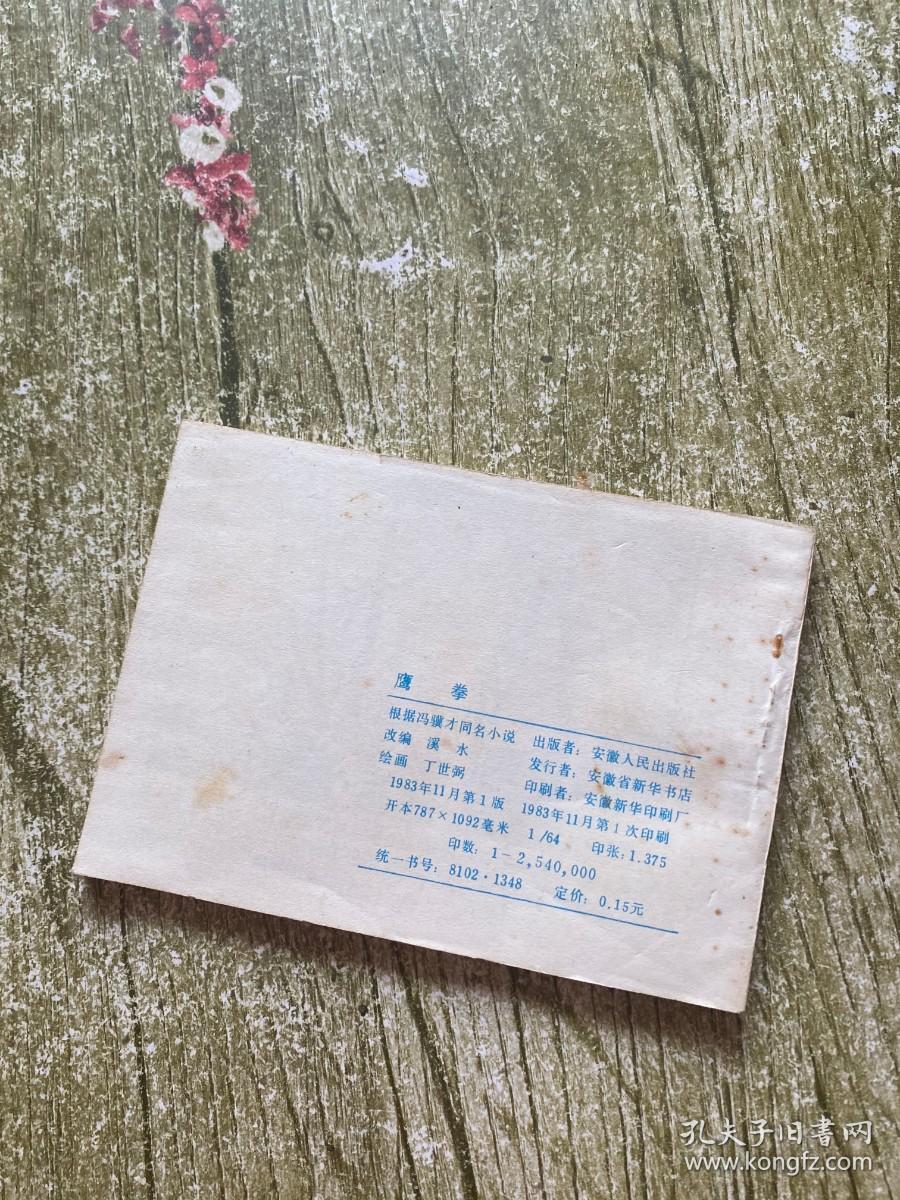 鹰 拳
根据冯骥才同名小说 出版者：安徽人民出版社
改编 溪 水 发行者：安徽省新华书店
绘画 丁世弼 印刷者：安徽新华印刷厂
1983年11月第1版 1983年11月第1次印刷
开本787×1092毫米 1/64 印张：1.375
印数：1－2,540,000
统一书号：8102·1348 定价：0.15元
孔夫子旧書网
www.kongfz.com